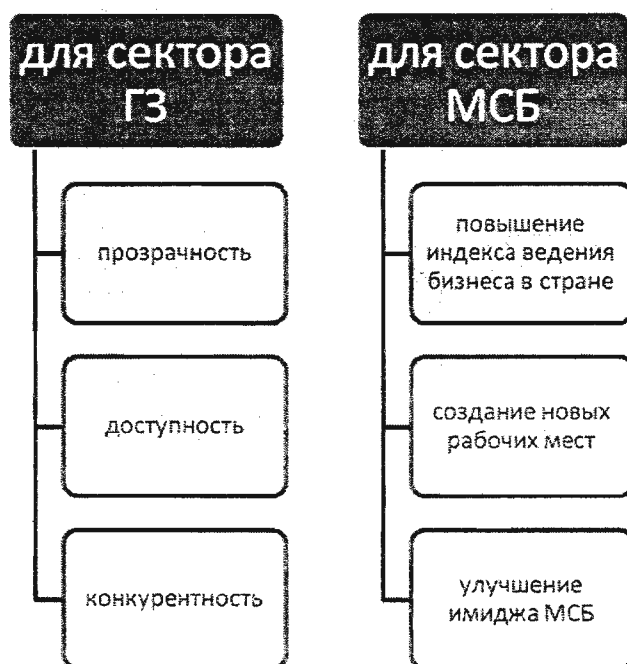 для сектора
ГЗ
прозрачность
доступность
конкурентность
для сектора
МСБ
повышение
индекса ведения
бизнеса в стране
создание новых
рабочих мест
улучшение
имиджа МСБ